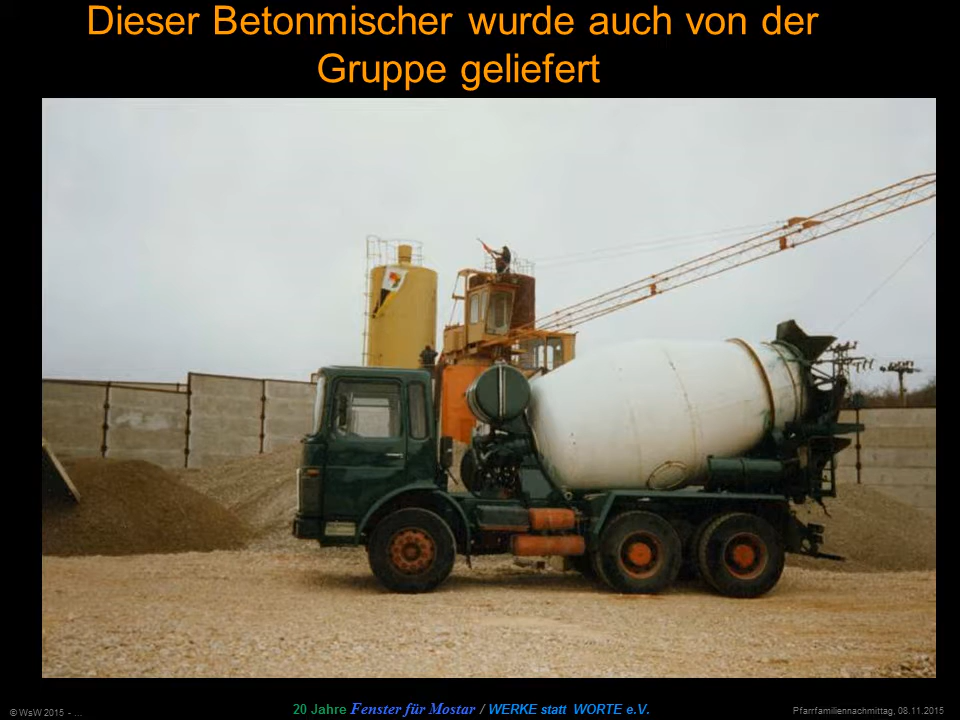 Dieser Betonmischer wurde auch von der
Gruppe geliefert
© WsW 2015 - ...
20 Jahre Fenster für Mostar / WERKE statt WORTE e.V.
Pfarrfamiliennachmittag, 08.11.2015